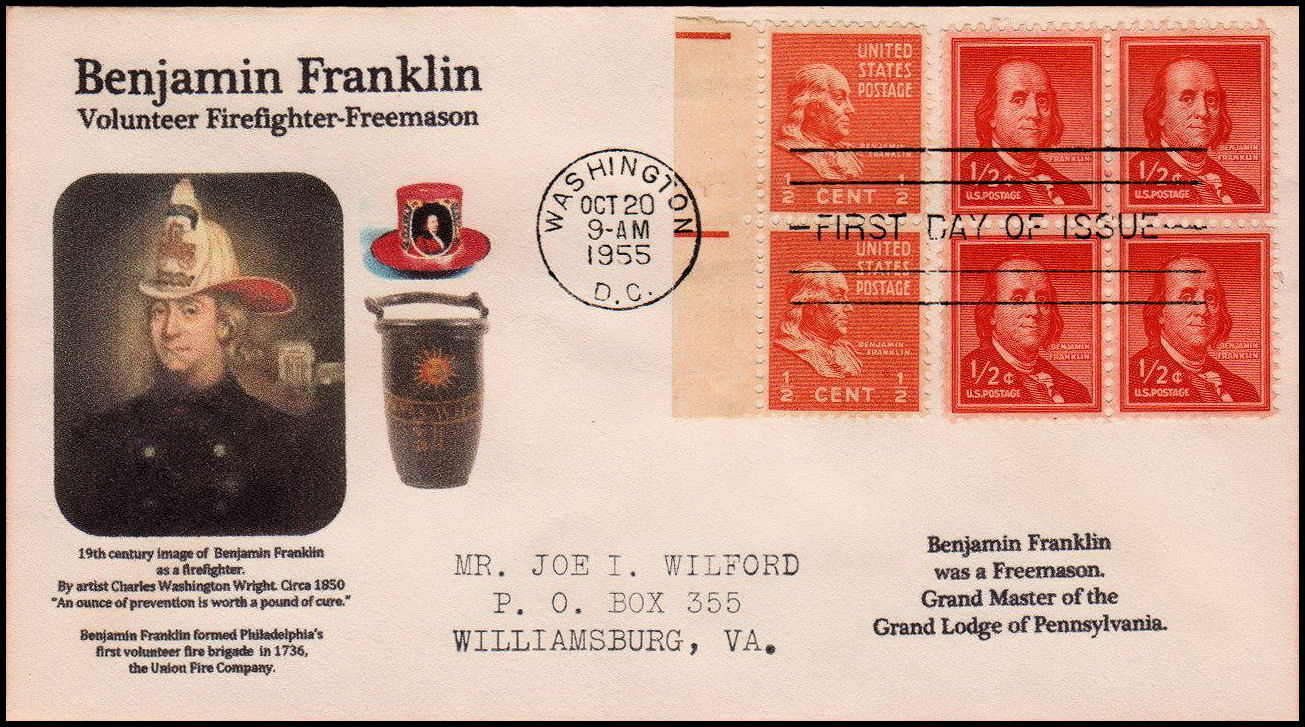 Benjamin Franklin
Volunteer Firefighter-Freemason
19th century image of Benjamin Franklin
as a firefighter.
By artist Charles Washington Wright. Circa 1850
"An ounce of prevention is worth a pound of cure."
Benjamin Franklin formed Philadelphia's
first volunteer fire brigade in 1736,
the Union Fire Company.
WASHINGTON
OCT 20
9-AM
1955
D.C.
FIRST DAY OF ISSUE
UNITED
STATES
POSTAGE
BENJAMIN
FRANKLIN
1/2 CENT 1/2
UNITED
STATES
POSTAGE
BENJAMIN
FRANKLIN
1/2 CENT 1/2
BENJAMIN
FRANKLIN
1/2¢
U.S. POSTAGE
BENJAMIN
FRANKLIN
1/2¢
U.S. POSTAGE
BENJAMIN
FRANKLIN
1/2¢
U.S. POSTAGE
BENJAMIN
FRANKLIN
1/2¢
U.S. POSTAGE
MR. JOE I. WILFORD
P. O. BOX 355
WILLIAMSBURG, VA.
Benjamin Franklin
was a Freemason.
Grand Master of the
Grand Lodge of Pennsylvania.